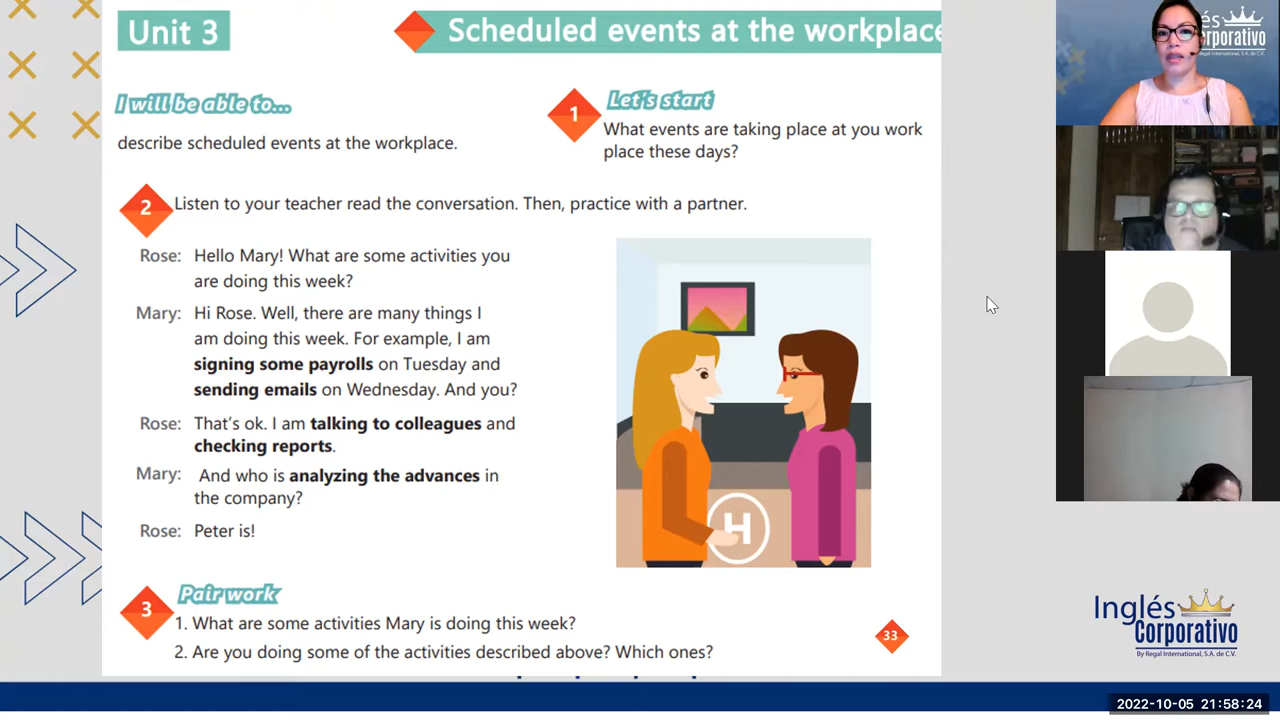 Unit 3
Scheduled events at the workplace
I will be able to...
describe scheduled events at the workplace.
1
Let's start
What events are taking place at you work
place these days?
2
Listen to your teacher read the conversation. Then, practice with a partner.
Rose: Hello Mary! What are some activities you
are doing this week?
Mary: Hi Rose. Well, there are many things I
am doing this week. For example, I am
signing some payrolls on Tuesday and
sending emails on Wednesday. And you?
Rose: That's ok. I am talking to colleagues and
checking reports.
Mary: And who is analyzing the advances in
the company?
Rose: Peter is!
H
3
Pair work
1. What are some activities Mary is doing this week?
2. Are you doing some of the activities described above? Which ones?
33
és
Corporativo
By Regal International, S.A. de C.V.
Inglés
Corporativo
By Regal International, S.A. de C.V.
2022-10-05 21:58:24